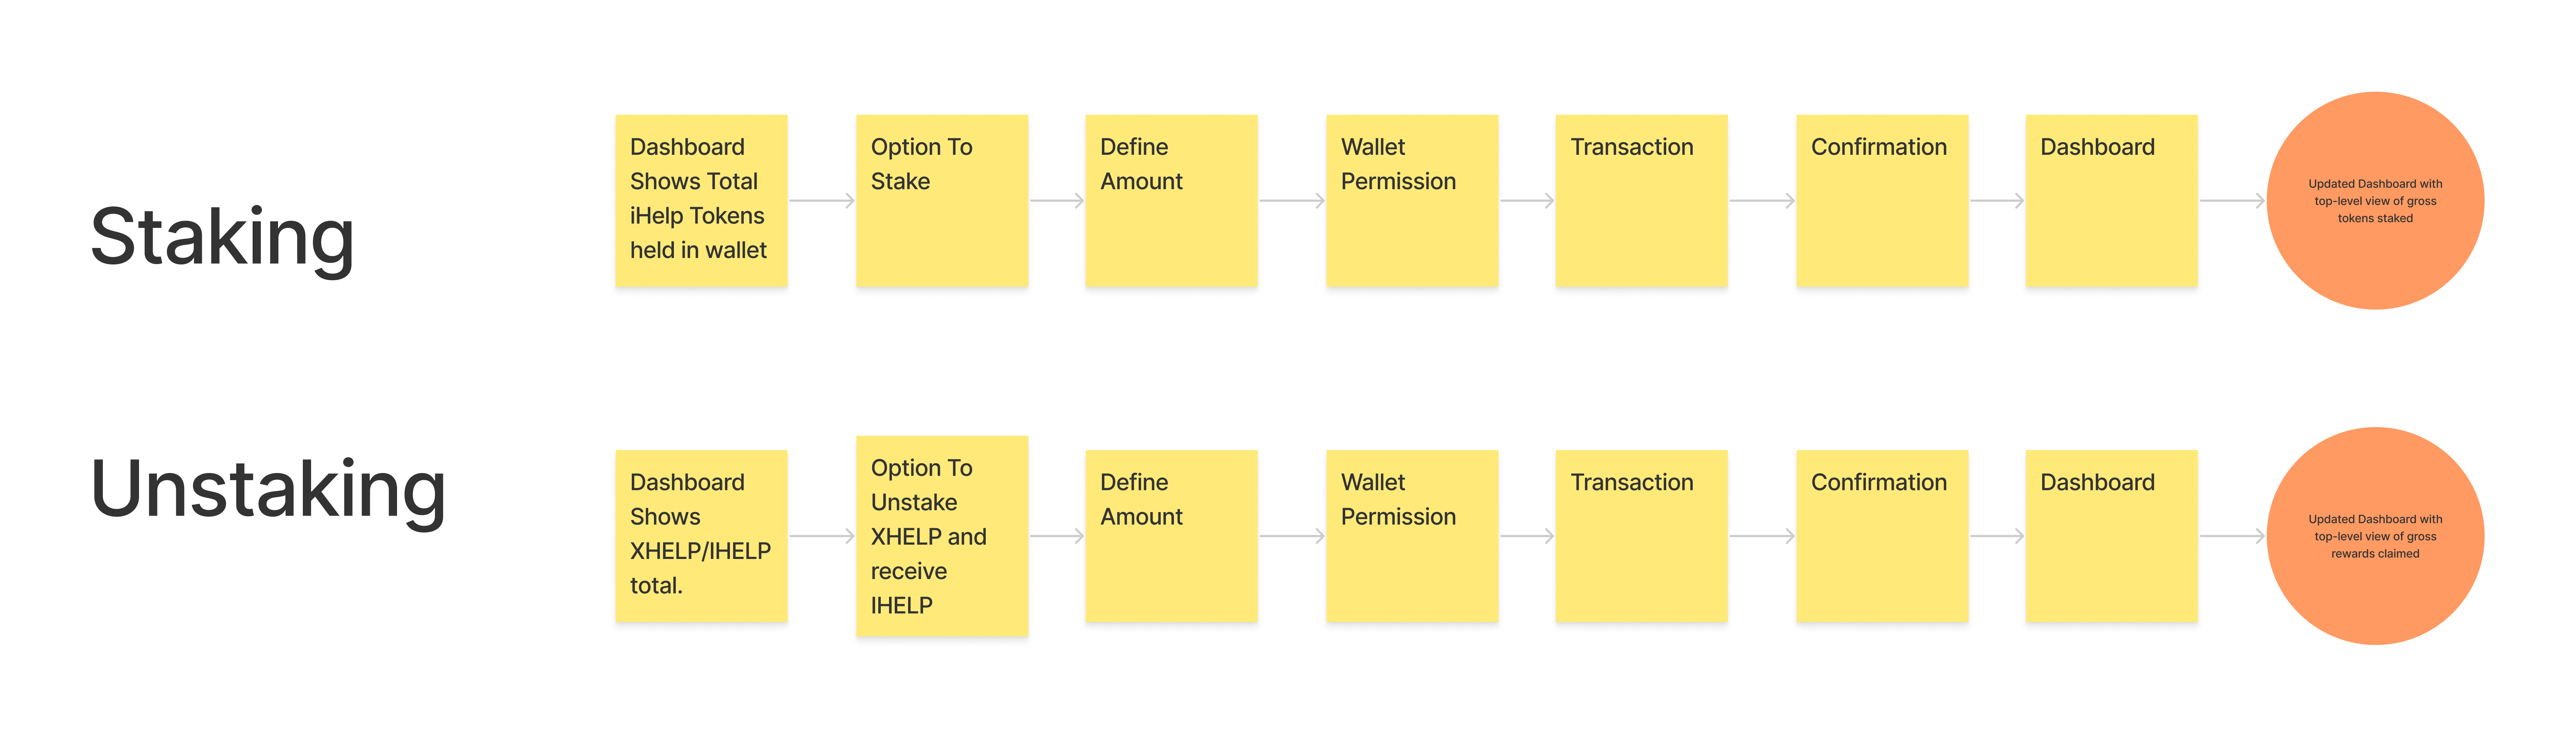 Staking
Dashboard
Shows Total
iHelp Tokens
held in wallet
Option To
Stake
Define
Amount
Wallet
Permission
Transaction
Confirmation
Dashboard
Updated Dashboard with
top-level view of gross
tokens staked
Unstaking
Dashboard
Shows
XHELP/IHELP
total.
Option To
Unstake
XHELP and
receive
IHELP
Define
Amount
Wallet
Permission
Transaction
Confirmation
Dashboard
Updated Dashboard with
top-level view of gross
rewards claimed